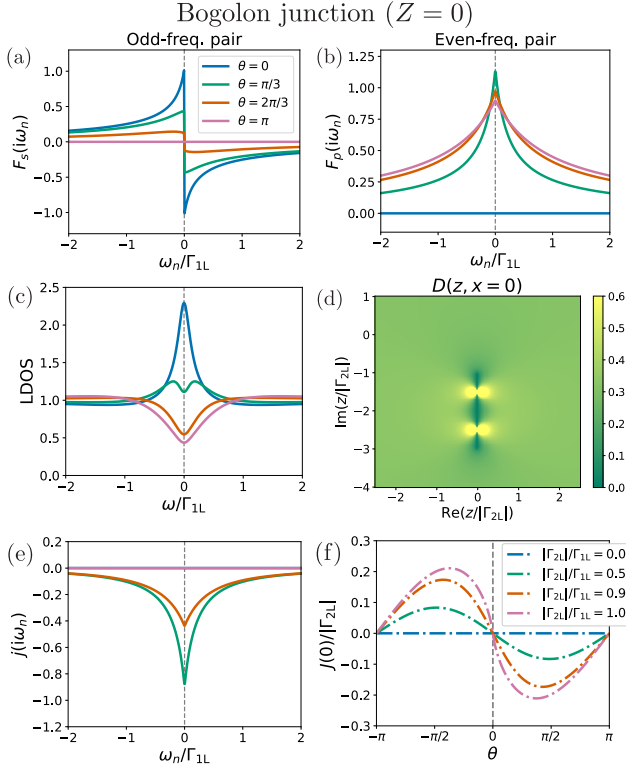 Bogolon junction (Z = 0)
(a)
Odd-freq. pair
F_s(iω_n)
1.0
0.5
0.0
−0.5
−1.0
θ = 0
θ = π/3
θ = 2π/3
θ = π
−2
−1
0
1
2
ω_n/Γ_1L
(b)
Even-freq. pair
F_p(iω_n)
1.25
1.00
0.75
0.50
0.25
0.00
−2
−1
0
1
2
ω_n/Γ_1L
(c)
LDOS
2.5
2.0
1.5
1.0
0.5
0.0
−2
−1
0
1
2
ω/Γ_1L
(d)
D(z, x = 0)
Im(z/|Γ_2L|)
1
0
−1
−2
−3
−4
−2
−1
0
1
2
Re(z/|Γ_2L|)
0.6
0.5
0.4
0.3
0.2
0.1
0.0
(e)
j(iω_n)
0.2
0.0
−0.2
−0.4
−0.6
−0.8
−1.0
−1.2
−2
−1
0
1
2
ω_n/Γ_1L
(f)
J(0)/|Γ_2L|
0.3
0.2
0.1
0.0
−0.1
−0.2
−0.3
|Γ_2L|/Γ_1L = 0.0
|Γ_2L|/Γ_1L = 0.5
|Γ_2L|/Γ_1L = 0.9
|Γ_2L|/Γ_1L = 1.0
−π
−π/2
0
π/2
π
θ